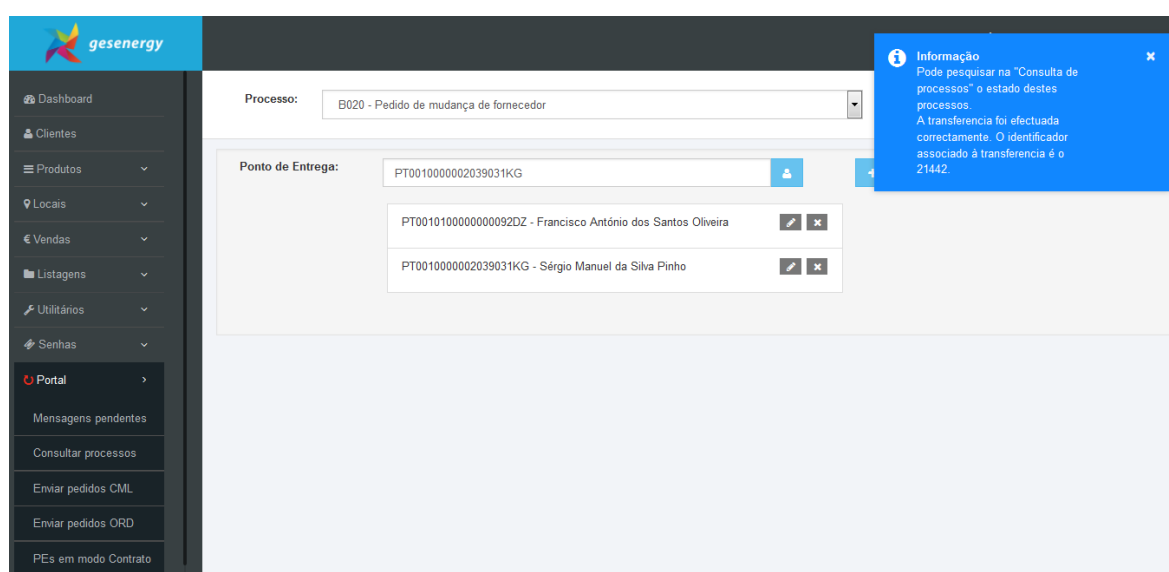 gesenergy
Informação
Pode pesquisar na "Consulta de
processos" o estado destes
processos.
A transferencia foi efectuada
correctamente. O identificador
associado à transferencia é o
21442.
Dashboard
Clientes
Produtos
Locais
€ Vendas
Listagens
Utilitários
Senhas
Portal
Mensagens pendentes
Consultar processos
Enviar pedidos CML
Enviar pedidos ORD
PEs em modo Contrato
Processo:
B020 - Pedido de mudança de fornecedor
Ponto de Entrega:
PT0010000002039031KG
PT0010100000000092DZ - Francisco António dos Santos Oliveira
PT0010000002039031KG - Sérgio Manuel da Silva Pinho